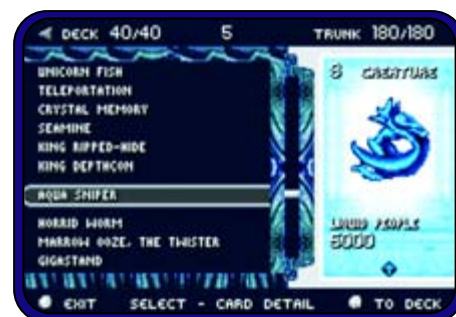 DECK 40/40 5 TRUNK 180/180
UNICORN FISH
TELEPORTATION
CRYSTAL MEMORY
SEAMINE
KING RIPPED-HIDE
KING DEPTHCON
AQUA SNIPER
HORRID WORM
MARROW OOZE, THE TWISTER
GIGASTAND
8 CREATURE
LIQUID PEOPLE
5000
EXIT SELECT - CARD DETAIL TO DECK